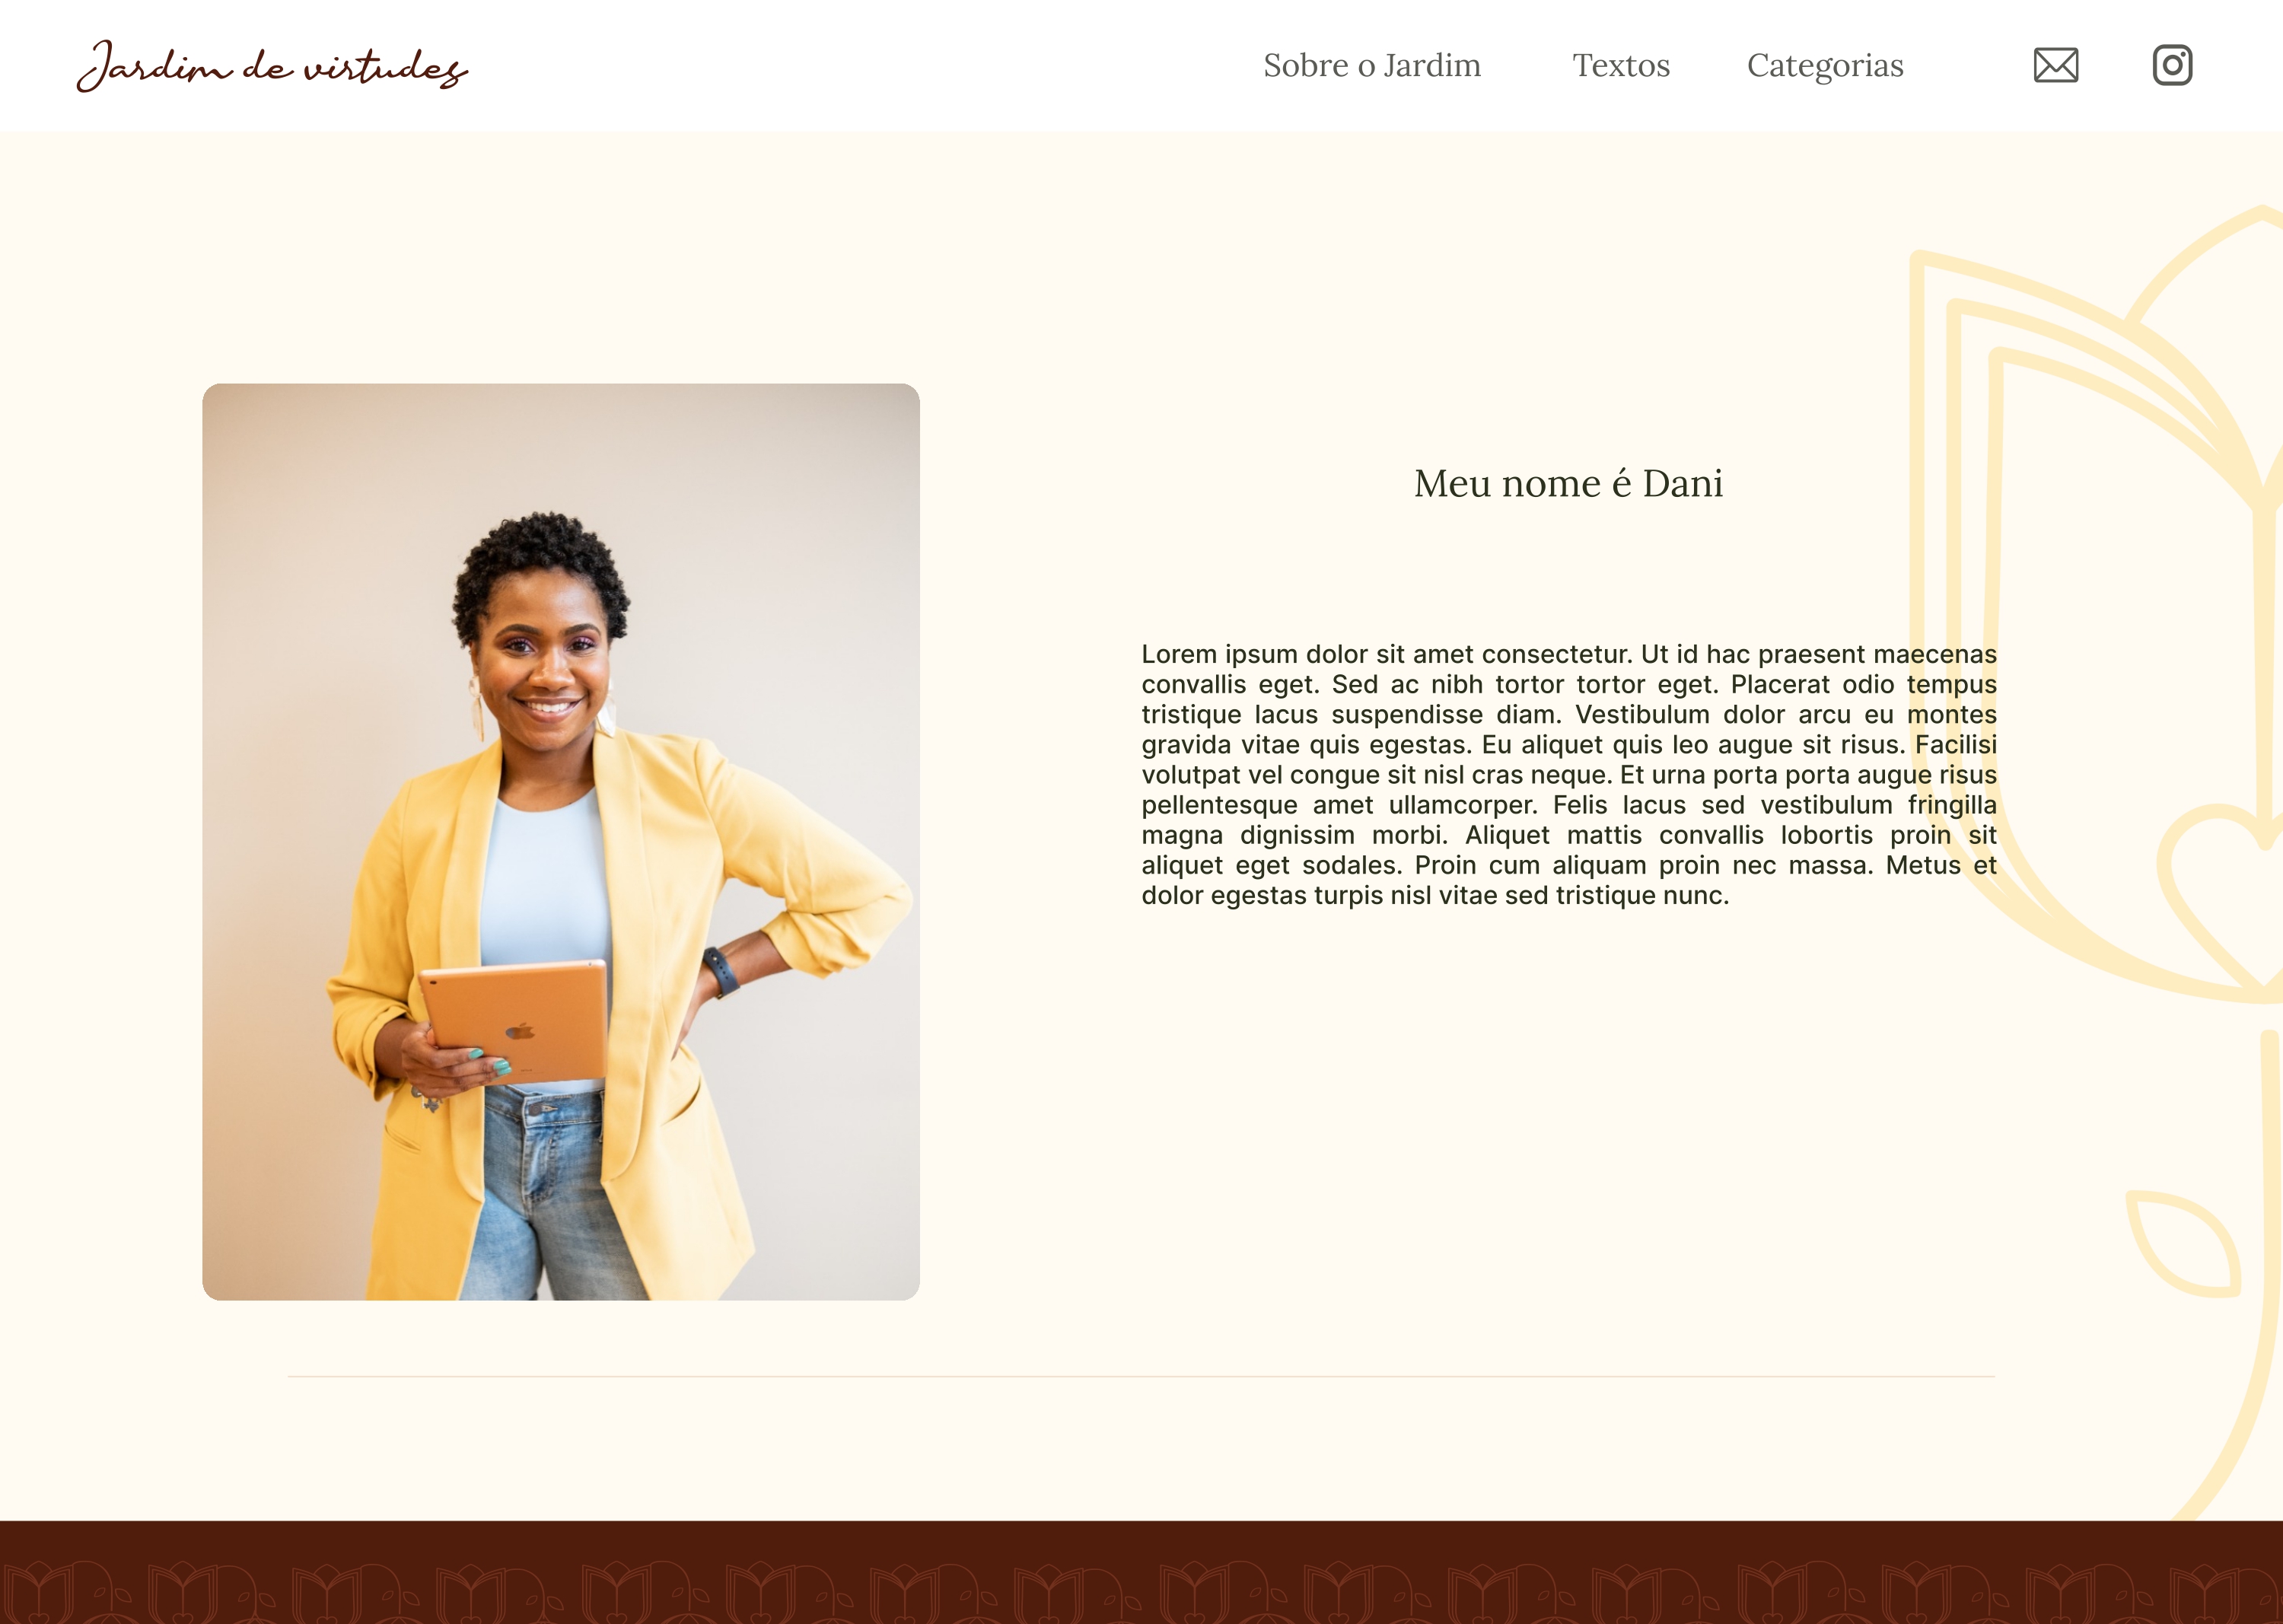 Jardim de virtudes
Sobre o Jardim
Textos
Categorias
Meu nome é Dani
Lorem ipsum dolor sit amet consectetur. Ut id hac praesent maecenas
convallis eget. Sed ac nibh tortor tortor eget. Placerat odio tempus
tristique lacus suspendisse diam. Vestibulum dolor arcu eu montes
gravida vitae quis egestas. Eu aliquet quis leo augue sit risus. Facilisi
volutpat vel congue sit nisl cras neque. Et urna porta porta augue risus
pellentesque amet ullamcorper. Felis lacus sed vestibulum fringilla
magna dignissim morbi. Aliquet mattis convallis lobortis proin sit
aliquet eget sodales. Proin cum aliquam proin nec massa. Metus et
dolor egestas turpis nisl vitae sed tristique nunc.